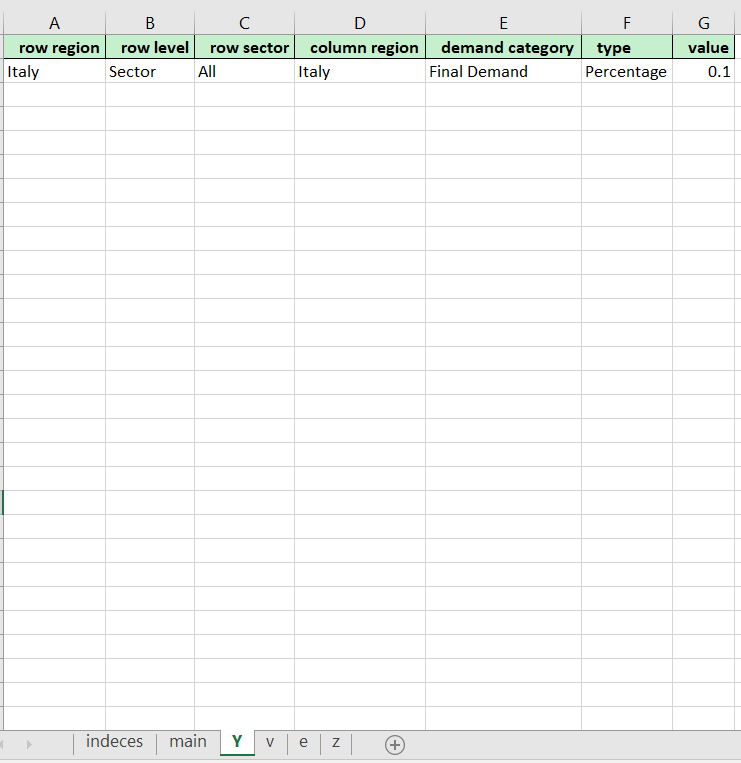 A B C D E F G
row region row level row sector column region demand category type value
Italy Sector All Italy Final Demand Percentage 0.1
indeces main Y v e z